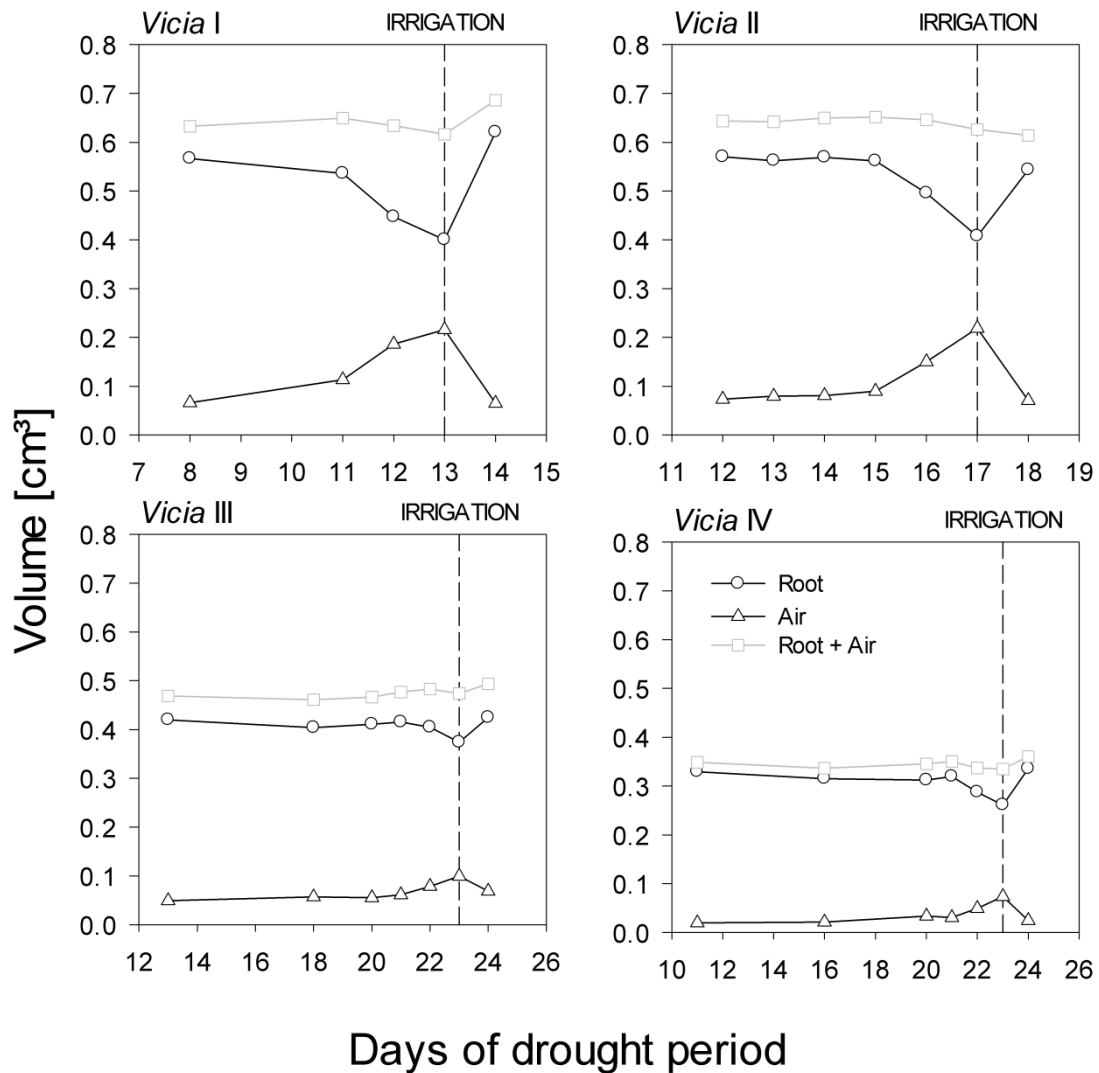 Vicia I IRRIGATION
0.8
0.7
0.6
0.5
0.4
0.3
0.2
0.1
0.0
7 8 9 10 11 12 13 14 15
Vicia II IRRIGATION
0.8
0.7
0.6
0.5
0.4
0.3
0.2
0.1
0.0
11 12 13 14 15 16 17 18 19
Volume [cm³]
Vicia III IRRIGATION
0.8
0.7
0.6
0.5
0.4
0.3
0.2
0.1
0.0
12 14 16 18 20 22 24 26
Vicia IV IRRIGATION
0.8
0.7
0.6
0.5
0.4
0.3
0.2
0.1
0.0
Root
Air
Root + Air
10 12 14 16 18 20 22 24 26
Days of drought period